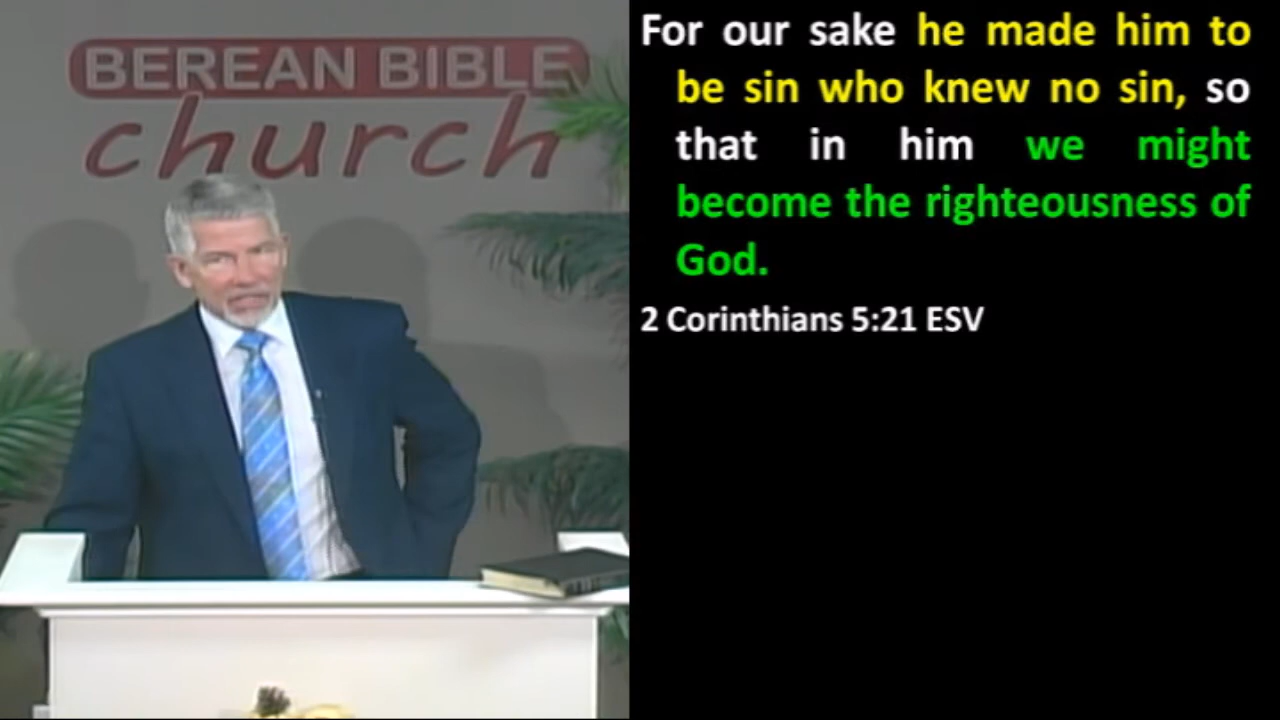 BEREAN BIBLE
church
For our sake he made him to
be sin who knew no sin, so
that in him we might
become the righteousness of
God.
2 Corinthians 5:21 ESV